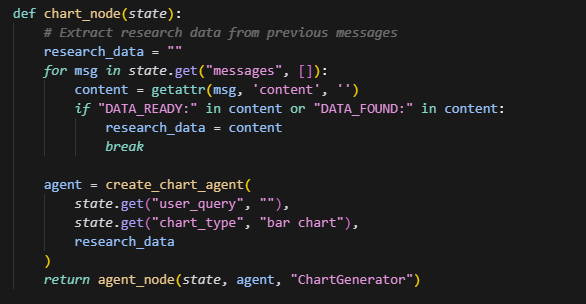 def chart_node(state):
    # Extract research data from previous messages
    research_data = ""
    for msg in state.get("messages", []):
        content = getattr(msg, 'content', '')
        if "DATA_READY:" in content or "DATA_FOUND:" in content:
            research_data = content
            break

    agent = create_chart_agent(
        state.get("user_query", ""),
        state.get("chart_type", "bar chart"),
        research_data
    )
    return agent_node(state, agent, "ChartGenerator")